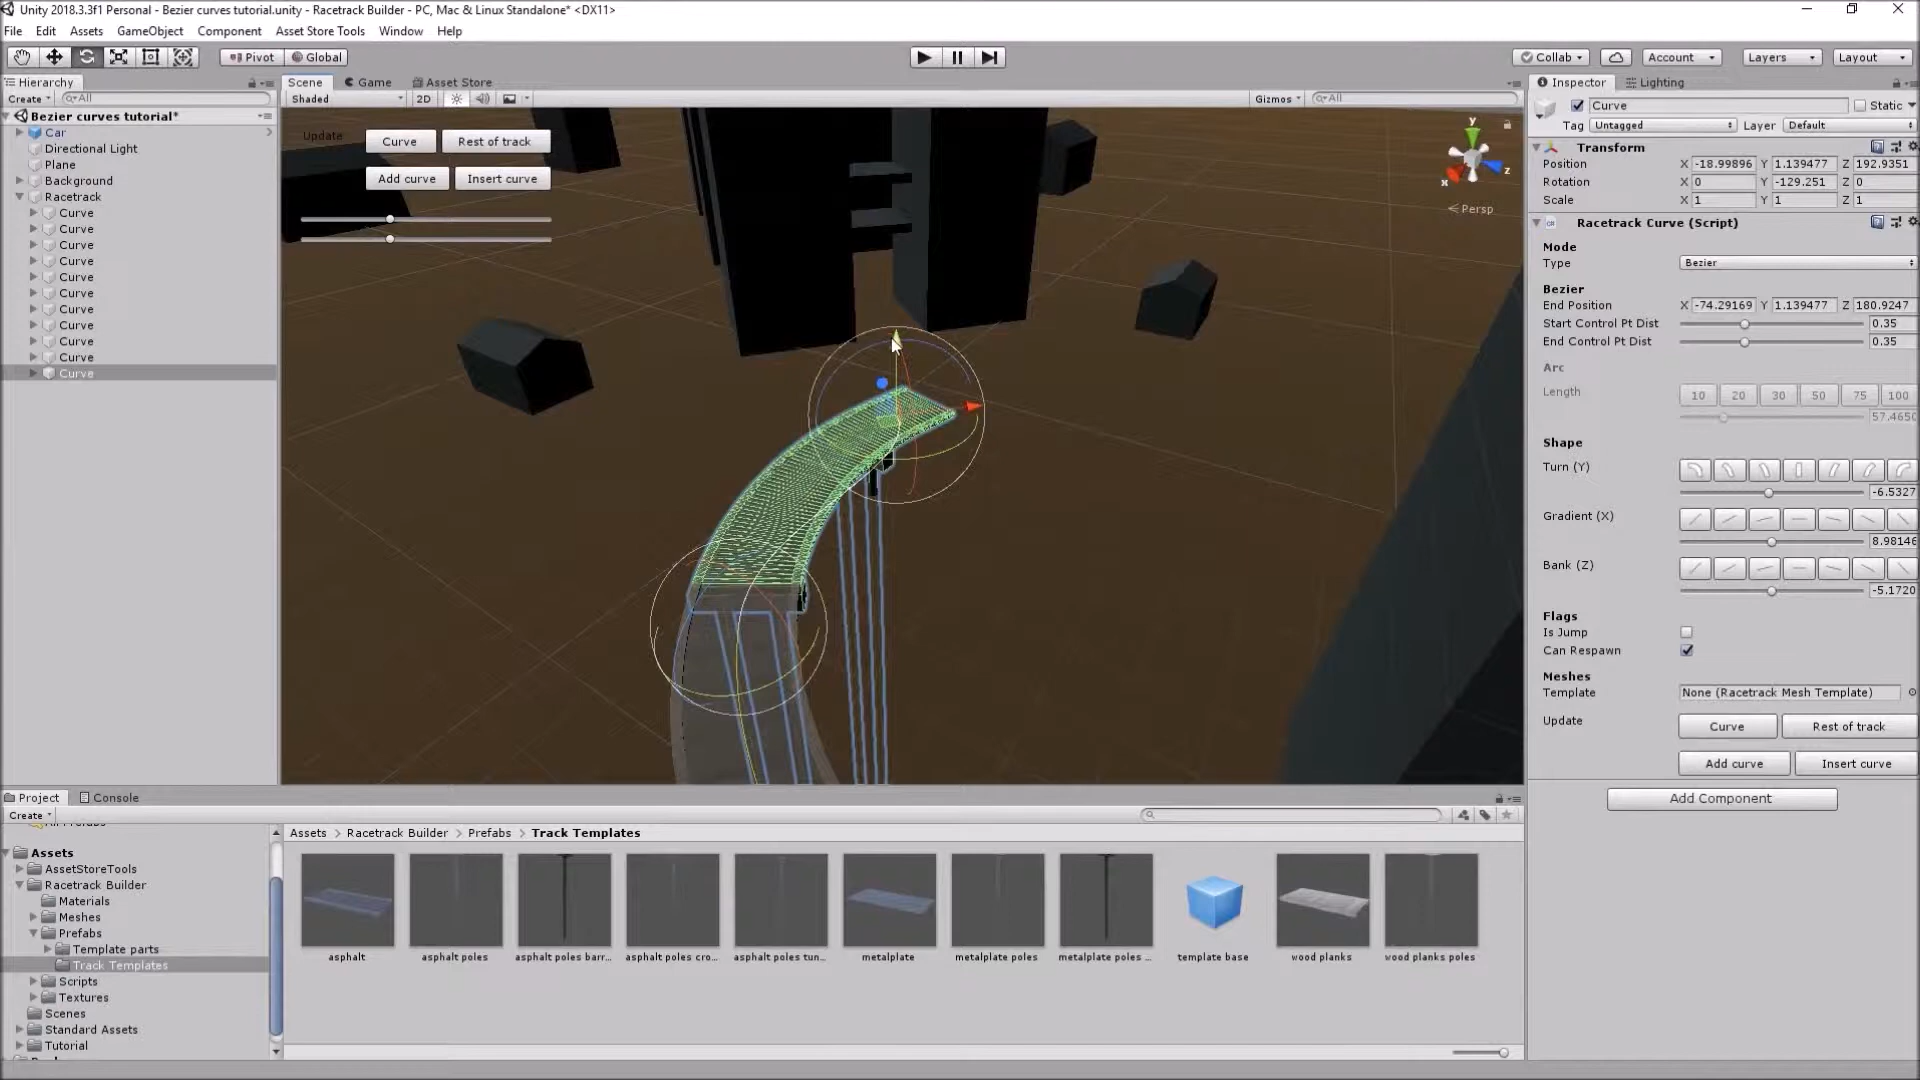 Unity 2018.3.3f1 Personal - Bezier curves tutorial.unity - Racetrack Builder - PC, Mac & Linux Standalone* <DX11>
File Edit Assets GameObject Component Asset Store Tools Window Help
Pivot Global Collab Account Layers Layout
Hierarchy
Create All
Bezier curves tutorial*
Car
Directional Light
Plane
Background
Racetrack
Curve
Curve
Curve
Curve
Curve
Curve
Curve
Curve
Curve
Curve
Curve
Scene Game Asset Store
Shaded 2D Gizmos All
Update Curve Rest of track
Add curve Insert curve
y
x z
Persp
Inspector Lighting
Curve Static
Tag Untagged Layer Default
Transform
Position X -18.99896 Y 1.139477 Z 192.9351
Rotation X 0 Y -129.251 Z 0
Scale X 1 Y 1 Z 1
Racetrack Curve (Script)
Mode
Type Bezier
Bezier
End Position X -74.29169 Y 1.139477 Z 180.9247
Start Control Pt Dist 0.35
End Control Pt Dist 0.35
Arc
Length 10 20 30 50 75 100
57.4650
Shape
Turn (Y)
-6.5327
Gradient (X)
8.98146
Bank (Z)
-5.1720
Flags
Is Jump
Can Respawn
Meshes
Template None (Racetrack Mesh Template)
Update Curve Rest of track
Add curve Insert curve
Add Component
Project Console
Create
Assets
AssetStoreTools
Racetrack Builder
Materials
Meshes
Prefabs
Template parts
Track Templates
Scripts
Textures
Scenes
Standard Assets
Tutorial
Assets > Racetrack Builder > Prefabs > Track Templates
asphalt asphalt poles asphalt poles barr... asphalt poles cro... asphalt poles tun... metalplate metalplate poles metalplate poles ... template base wood planks wood planks poles